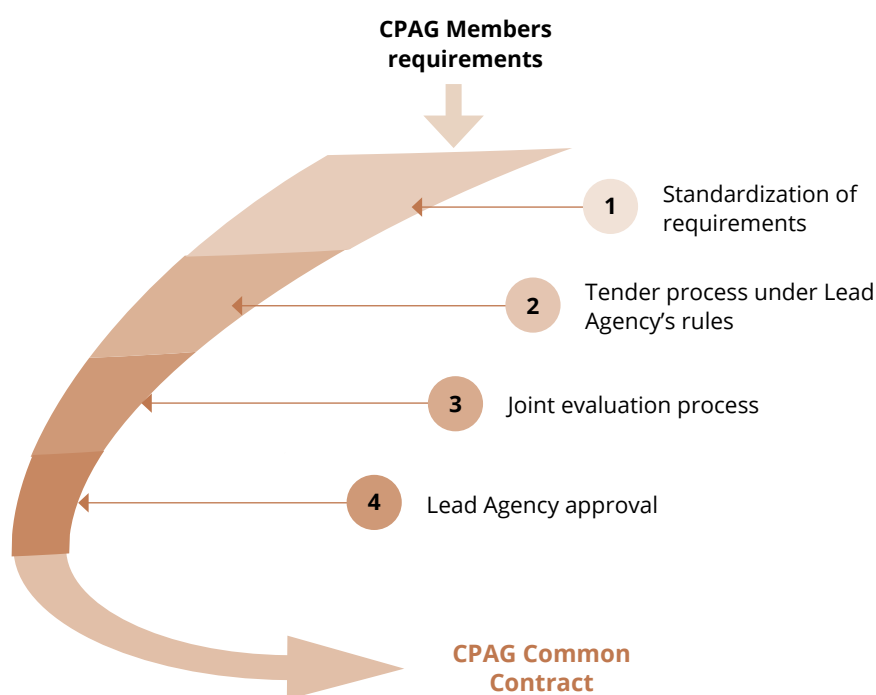 CPAG Members
requirements
1
Standardization of
requirements
2
Tender process under Lead
Agency’s rules
3
Joint evaluation process
4
Lead Agency approval
CPAG Common
Contract